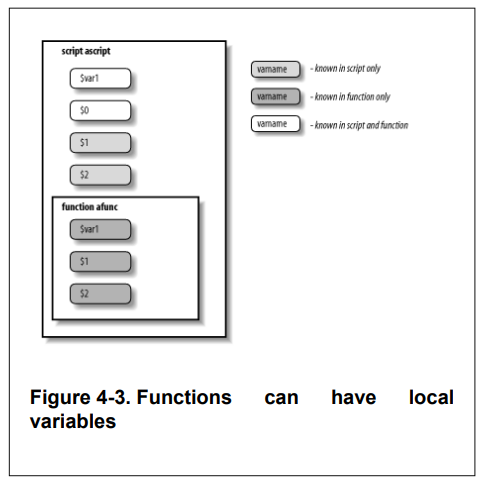 script ascript
$var1
$0
$1
$2
function afunc
$var1
$1
$2
varname - known in script only
varname - known in function only
varname - known in script and function
Figure 4-3. Functions can have local
variables